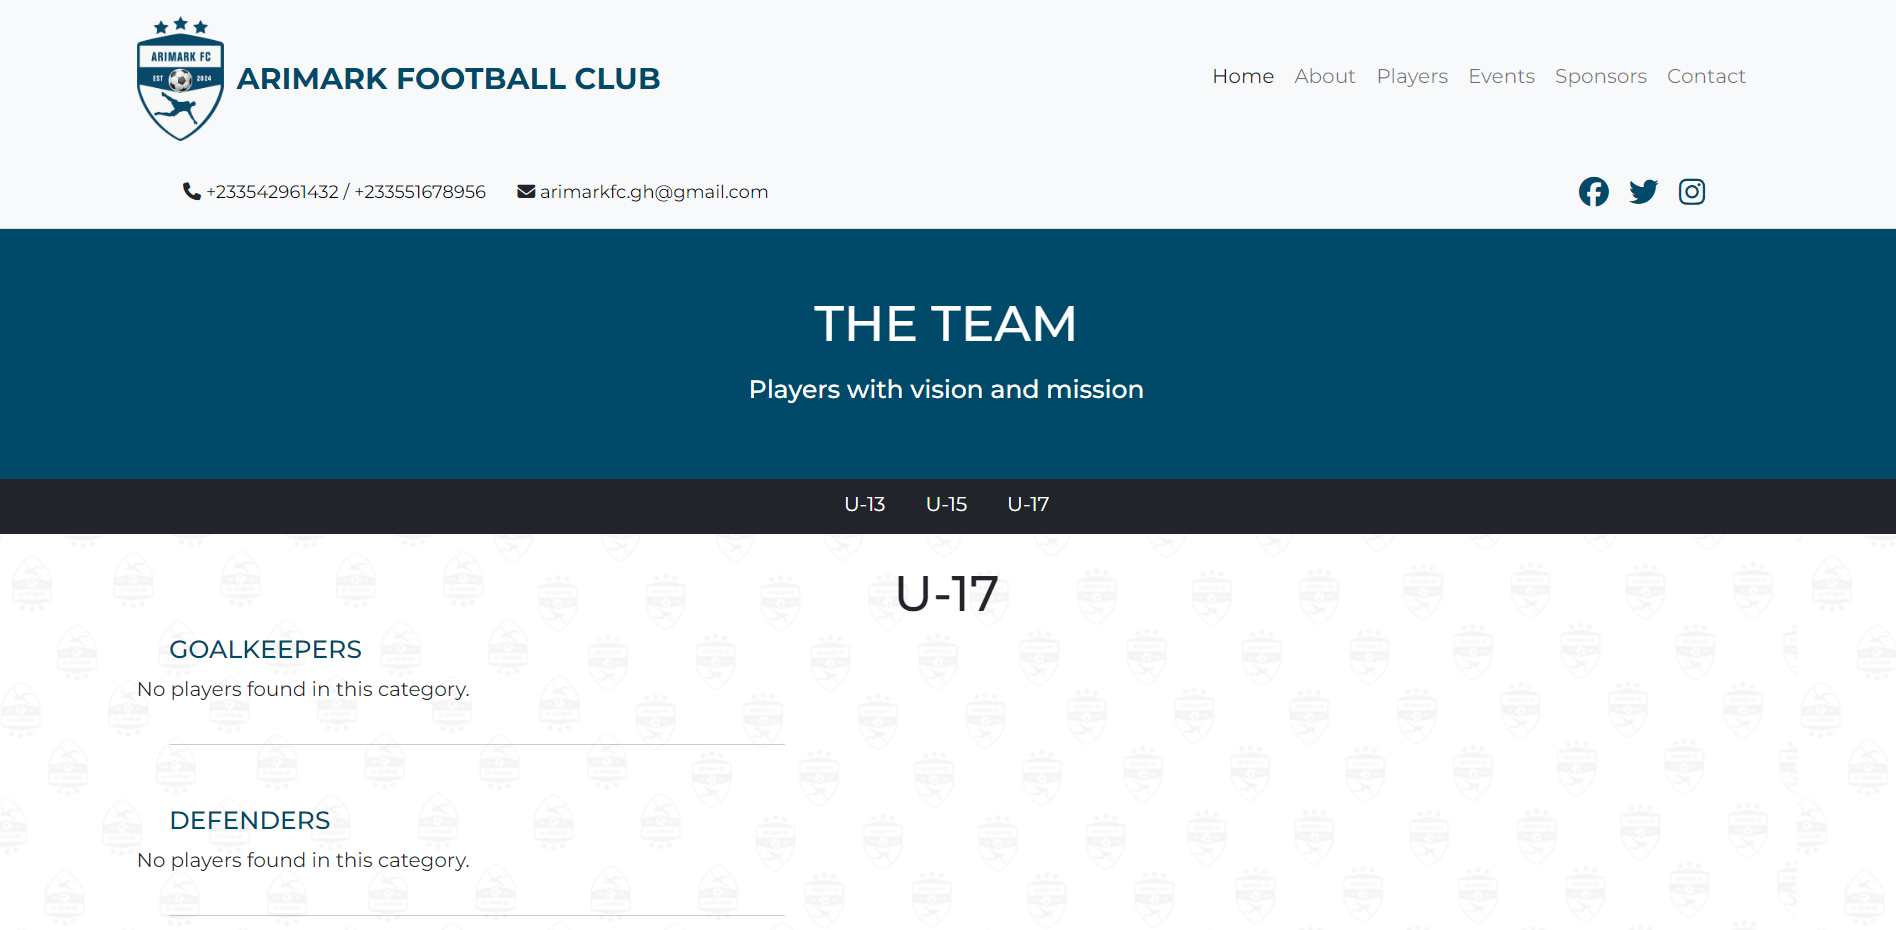 ARIMARK FC
EST 2024
ARIMARK FOOTBALL CLUB
Home About Players Events Sponsors Contact
+233542961432 / +233551678956 arimarkfc.gh@gmail.com
THE TEAM
Players with vision and mission
U-13 U-15 U-17
U-17
GOALKEEPERS
No players found in this category.
DEFENDERS
No players found in this category.